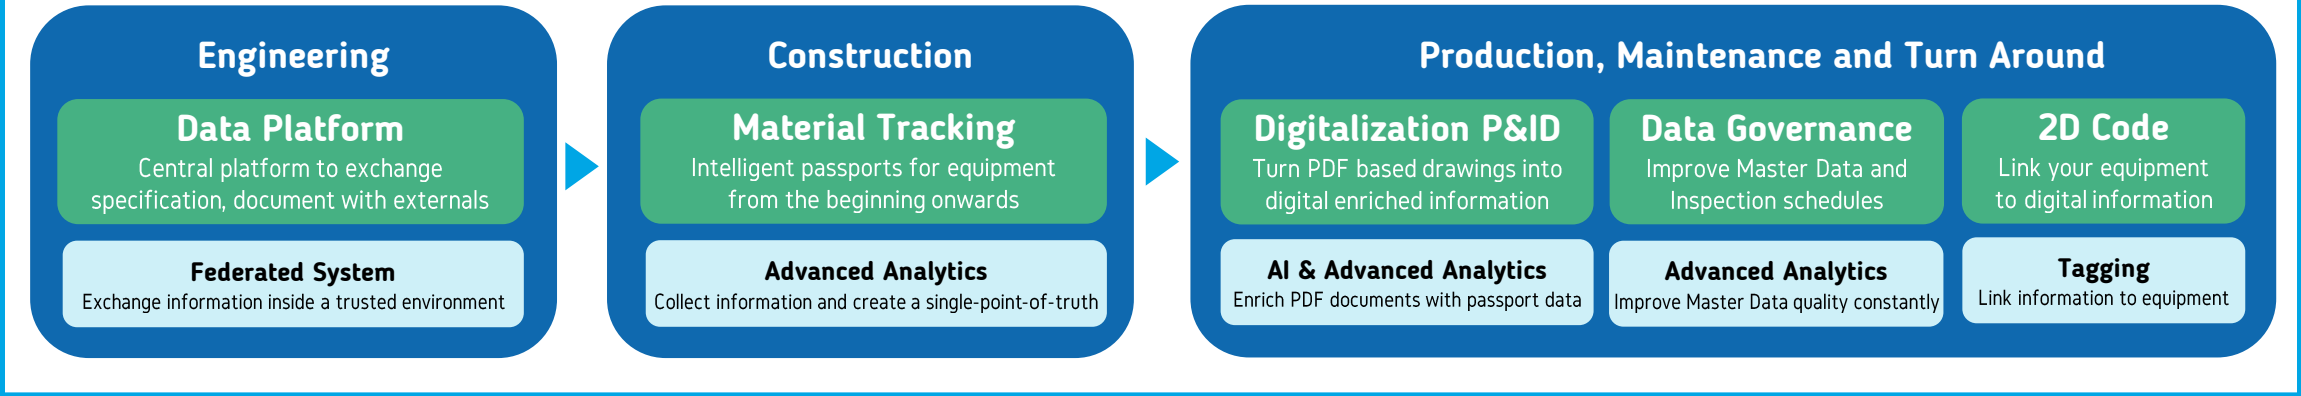 Engineering
Data Platform
Central platform to exchange
specification, document with externals
Federated System
Exchange information inside a trusted environment
Construction
Material Tracking
Intelligent passports for equipment
from the beginning onwards
Advanced Analytics
Collect information and create a single-point-of-truth
Production, Maintenance and Turn Around
Digitalization P&ID
Turn PDF based drawings into
digital enriched information
AI & Advanced Analytics
Enrich PDF documents with passport data
Data Governance
Improve Master Data and
Inspection schedules
Advanced Analytics
Improve Master Data quality constantly
2D Code
Link your equipment
to digital information
Tagging
Link information to equipment